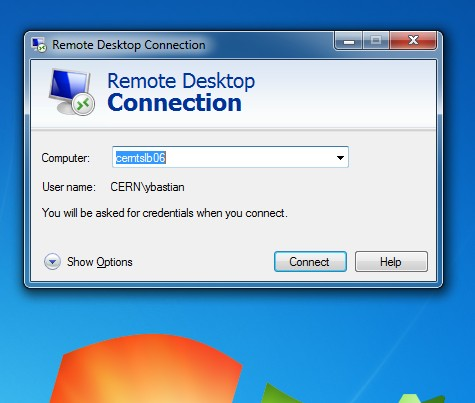 Remote Desktop Connection
Remote Desktop
Connection
Computer: cerntslb06
User name: CERN\ybastian
You will be asked for credentials when you connect.
Show Options Connect Help